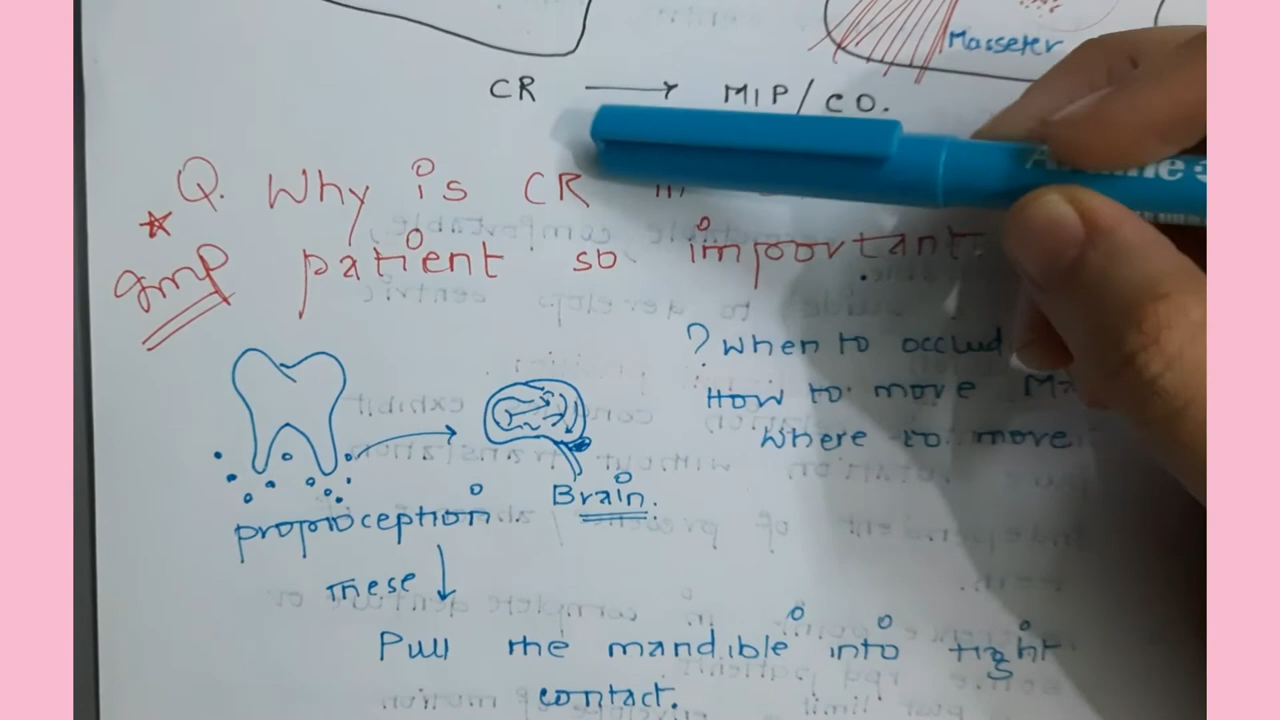 Masseter
CR → MIP/CO.
Q. Why is CR
Imp patient so important.
? When to occlud
How to move
Where to move
proprioception
Brain.
These ↓
Pull the mandible into tight
contact.